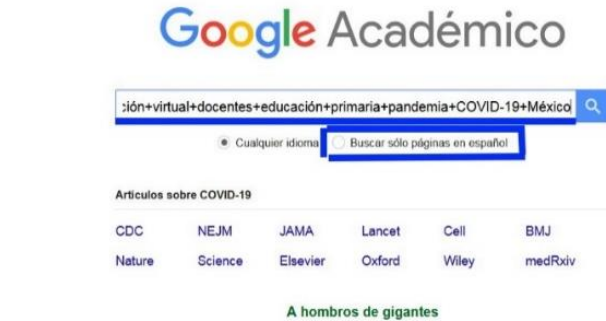 Google Académico
ión+virtual+docentes+educación+primaria+pandemia+COVID-19+México
Cualquier idioma Buscar sólo páginas en español
Artículos sobre COVID-19
CDC NEJM JAMA Lancet Cell BMJ
Nature Science Elsevier Oxford Wiley medRxiv
A hombros de gigantes